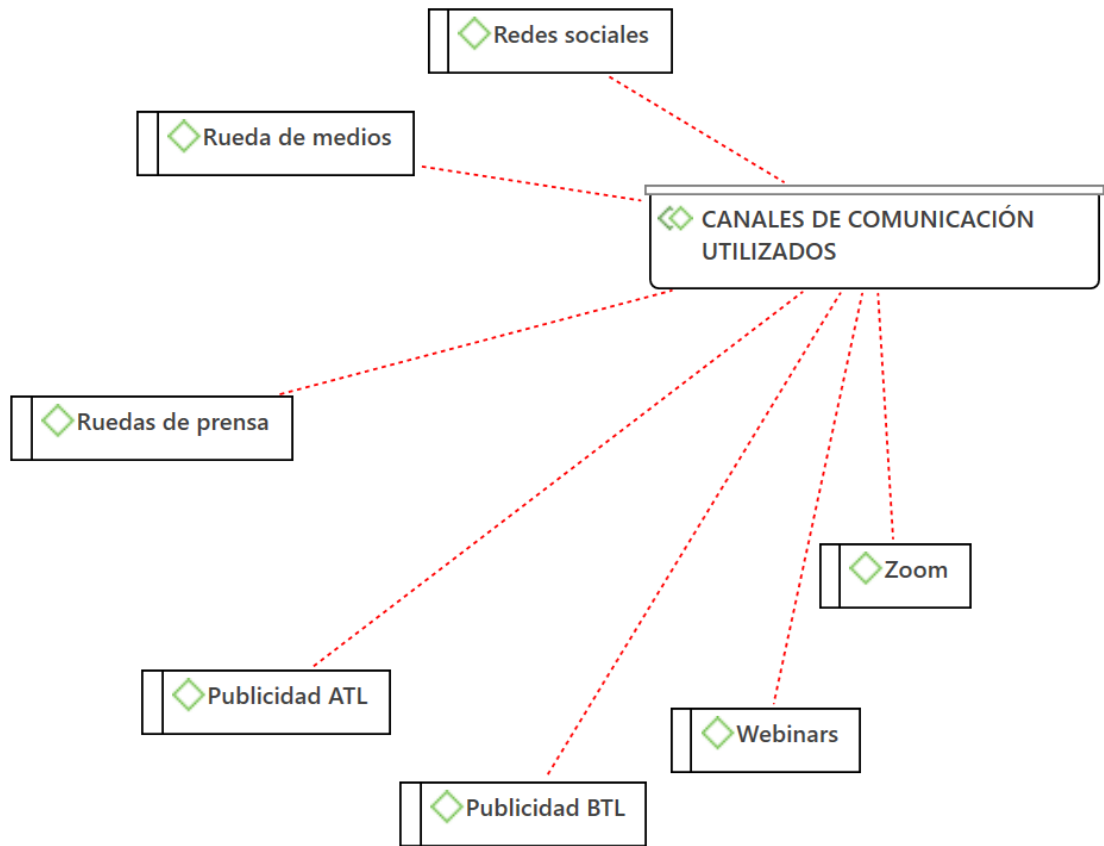 Redes sociales
Rueda de medios
CANALES DE COMUNICACIÓN
UTILIZADOS
Ruedas de prensa
Zoom
Publicidad ATL
Webinars
Publicidad BTL